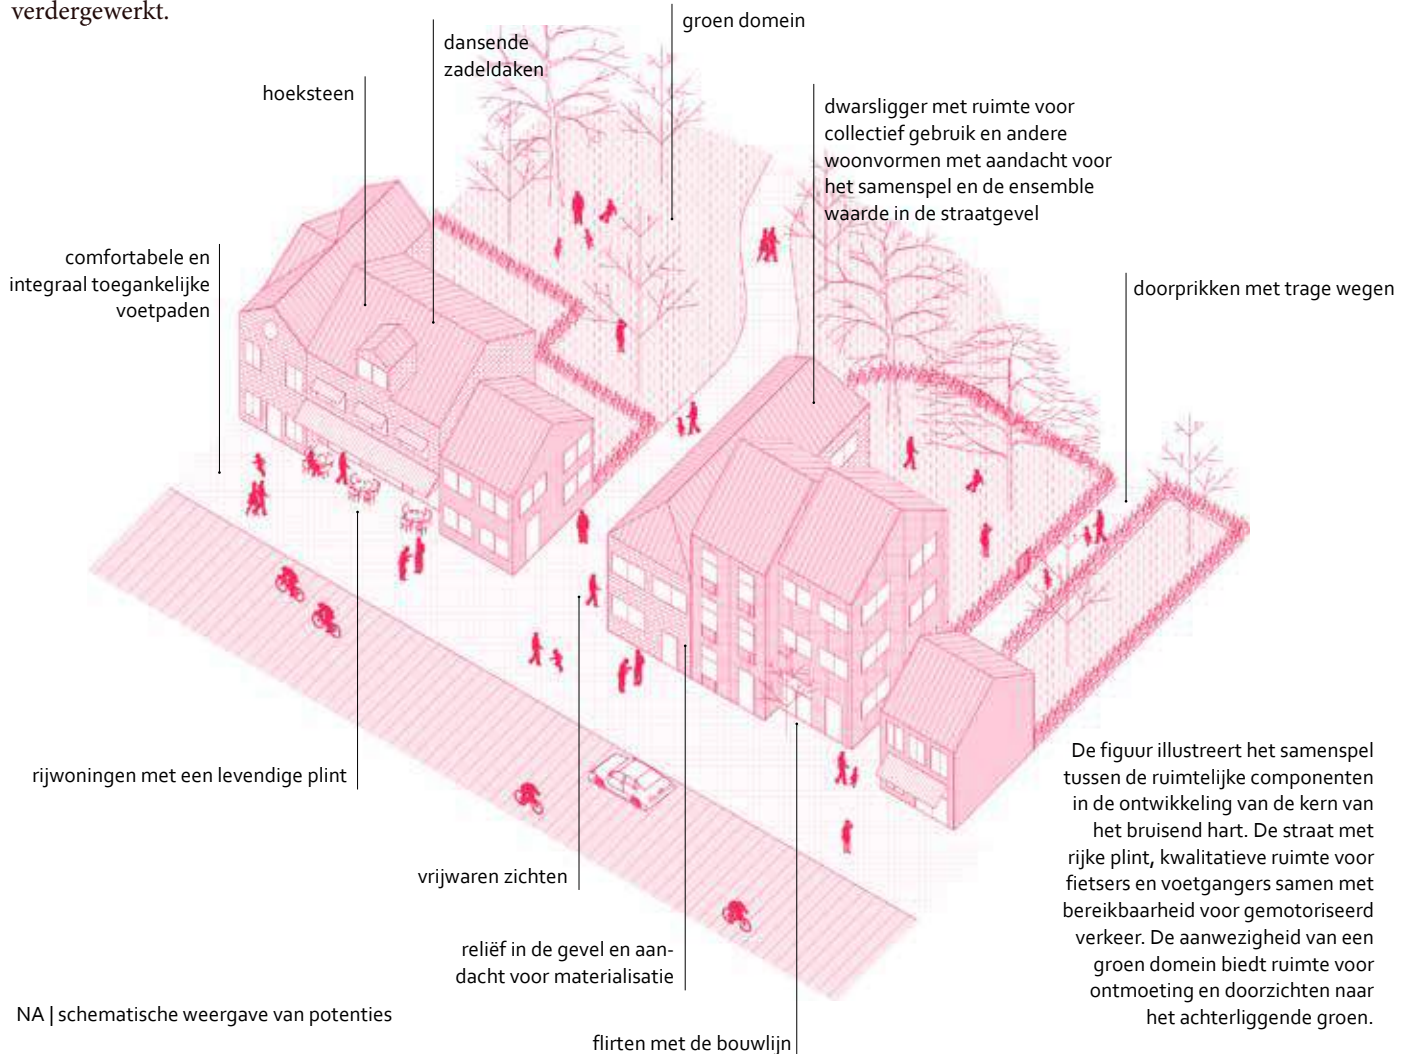 verdergewerkt.
groen domein
dansende
zadeldaken
hoeksteen
dwarsligger met ruimte voor
collectief gebruik en andere
woonvormen met aandacht voor
het samenspel en de ensemble
waarde in de straatgevel
comfortabele en
integraal toegankelijke
voetpaden
doorprikken met trage wegen
rijwoningen met een levendige plint
vrijwaren zichten
reliëf in de gevel en aan-
dacht voor materialisatie
flirten met de bouwlijn
De figuur illustreert het samenspel
tussen de ruimtelijke componenten
in de ontwikkeling van de kern van
het bruisend hart. De straat met
rijke plint, kwalitatieve ruimte voor
fietsers en voetgangers samen met
bereikbaarheid voor gemotoriseerd
verkeer. De aanwezigheid van een
groen domein biedt ruimte voor
ontmoeting en doorzichten naar
het achterliggende groen.
NA | schematische weergave van potenties